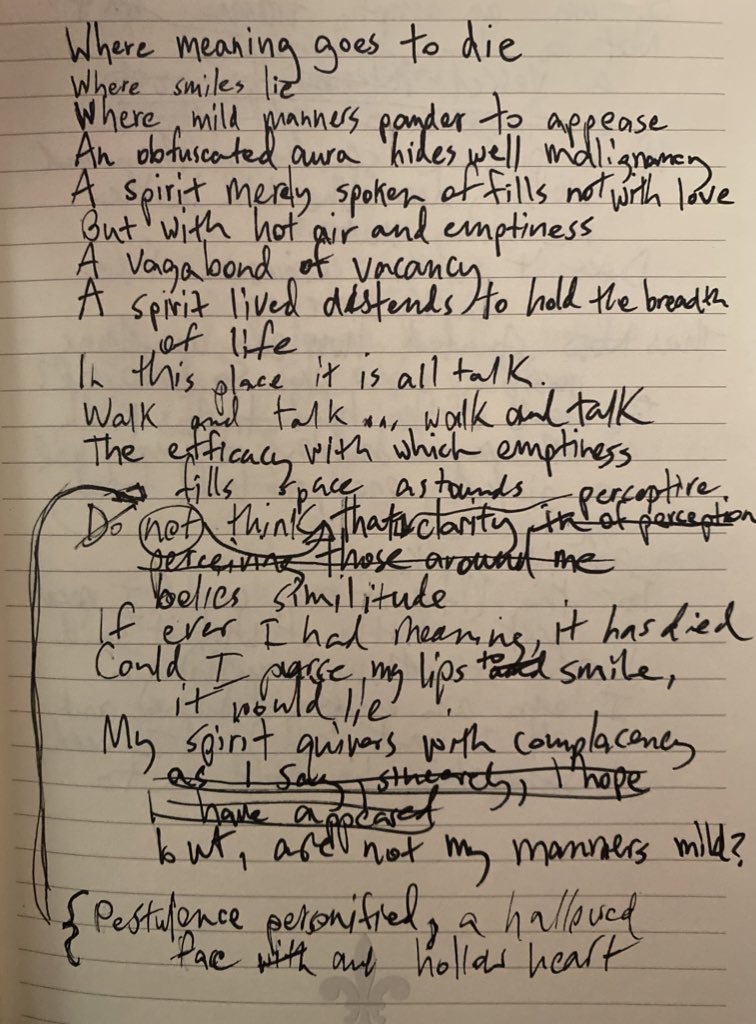 Where meaning goes to die
Where smiles lie
Where mild manners pander to appease
An obfuscated aura hides well malignancy
A spirit merely spoken of fills not with love
But with hot air and emptiness
A vagabond of vacancy
A spirit lived distends to hold the breadth
of life
In this place it is all talk.
Walk and talk ... walk and talk
The efficacy with which emptiness
fills space astounds perceptive
Do not think that clarity, in of perception
perceiving those around me
belies similitude
If ever I had meaning, it has died
Could I parse my lips to and smile,
it would lie
My spirit quivers with complacency
as I say, sincerely, I hope
I have appeared
but, are not my manners mild?
{ Pestulence personified, a hallowed
face with and hollow heart